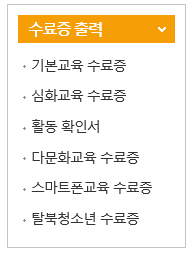 수료증 출력
기본교육 수료증
심화교육 수료증
활동 확인서
다문화교육 수료증
스마트폰교육 수료증
탈북청소년 수료증